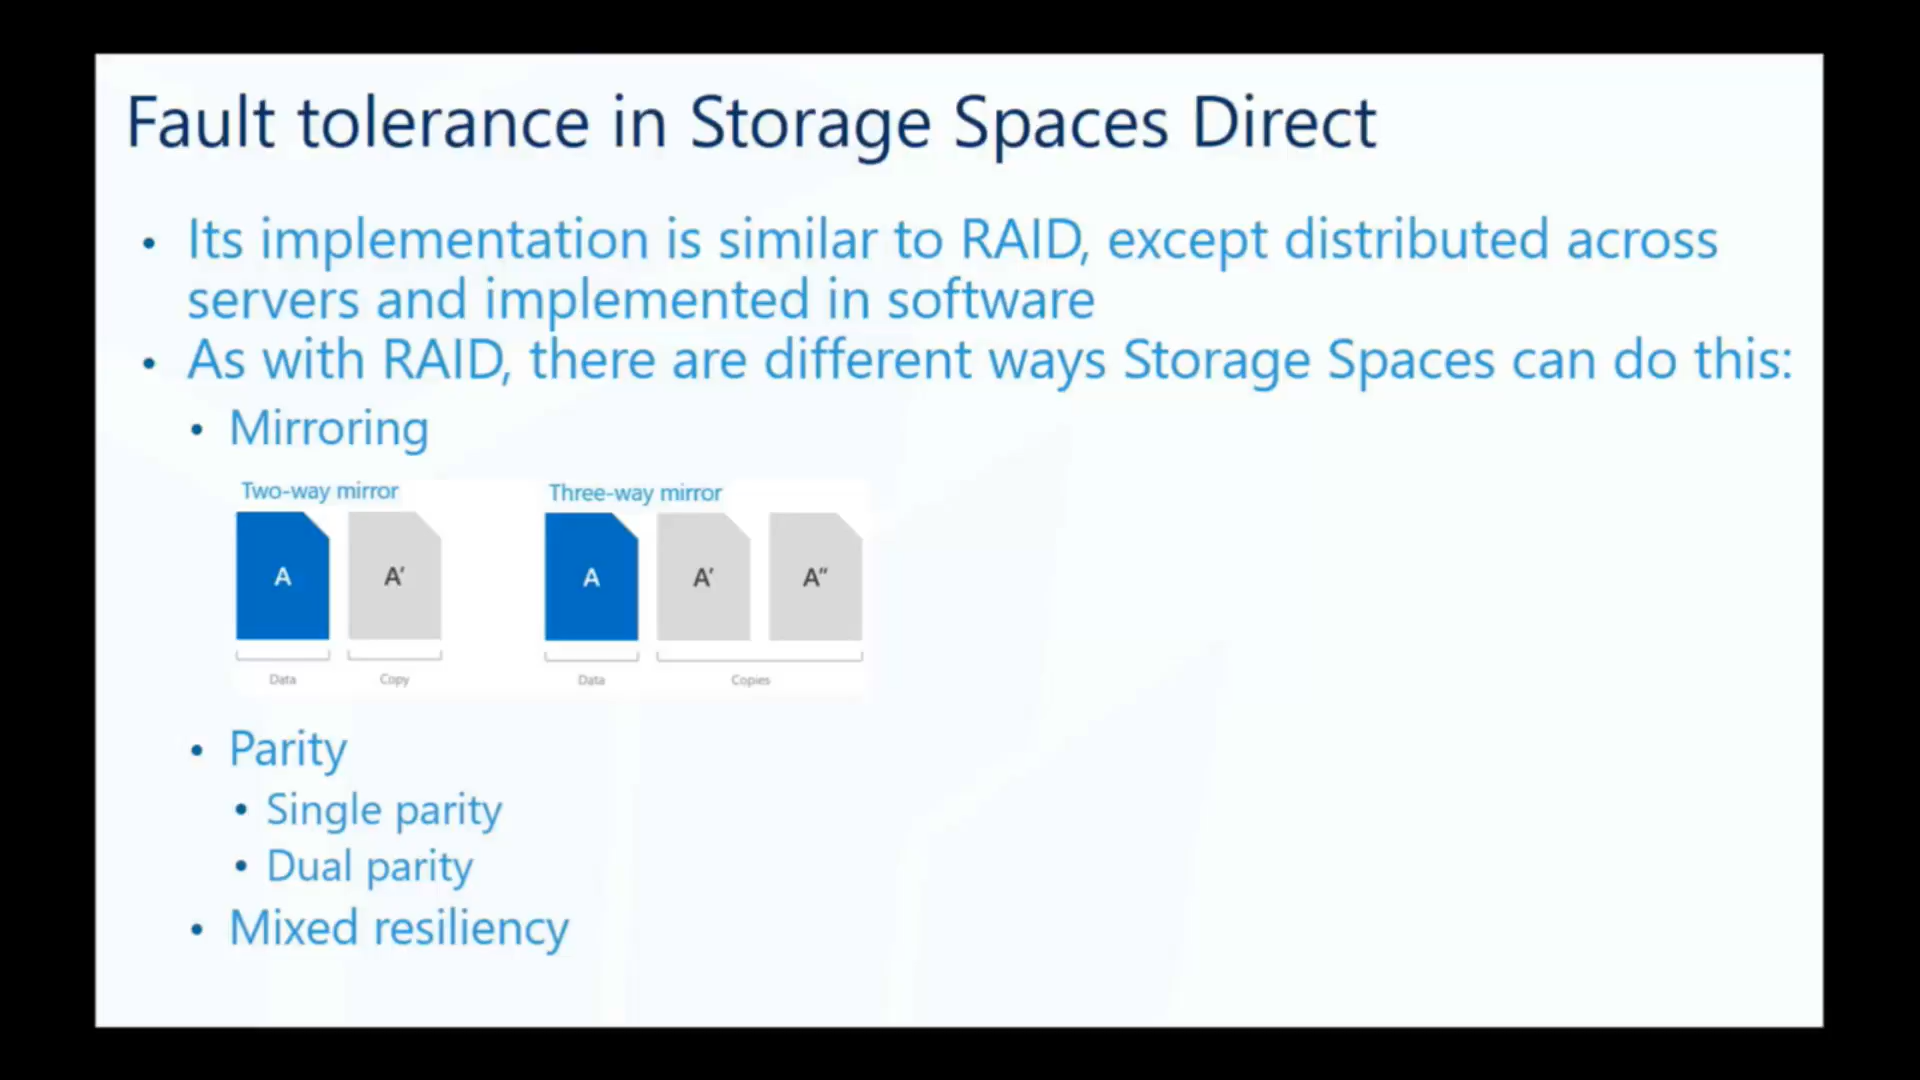 Fault tolerance in Storage Spaces Direct
• Its implementation is similar to RAID, except distributed across
servers and implemented in software
• As with RAID, there are different ways Storage Spaces can do this:
• Mirroring
Two-way mirror
A A′
Data Copy
Three-way mirror
A A′ A″
Data Copies
• Parity
• Single parity
• Dual parity
• Mixed resiliency